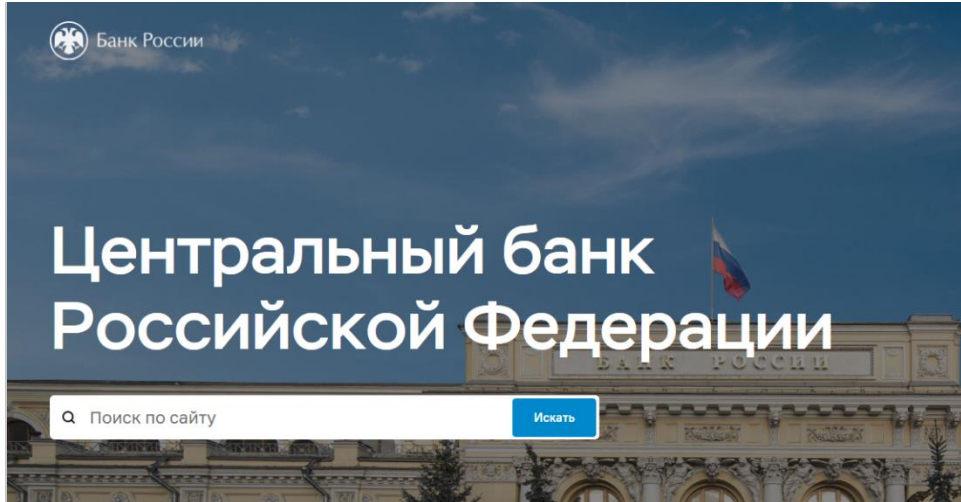 Банк России
Центральный банк
Российской Федерации
БАНК РОССИИ
Поиск по сайту
Искать